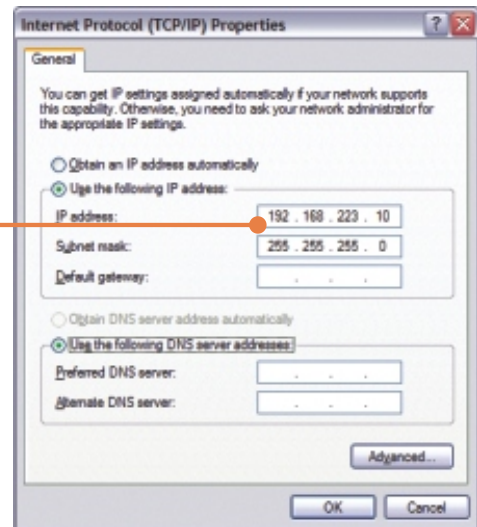 Internet Protocol (TCP/IP) Properties
General
You can get IP settings assigned automatically if your network supports
this capability. Otherwise, you need to ask your network administrator for
the appropriate IP settings.
Obtain an IP address automatically
Use the following IP address:
IP address: 192 . 168 . 223 . 10
Subnet mask: 255 . 255 . 255 . 0
Default gateway: . . .
Obtain DNS server address automatically
Use the following DNS server addresses:
Preferred DNS server: . . .
Alternate DNS server: . . .
Advanced...
OK Cancel